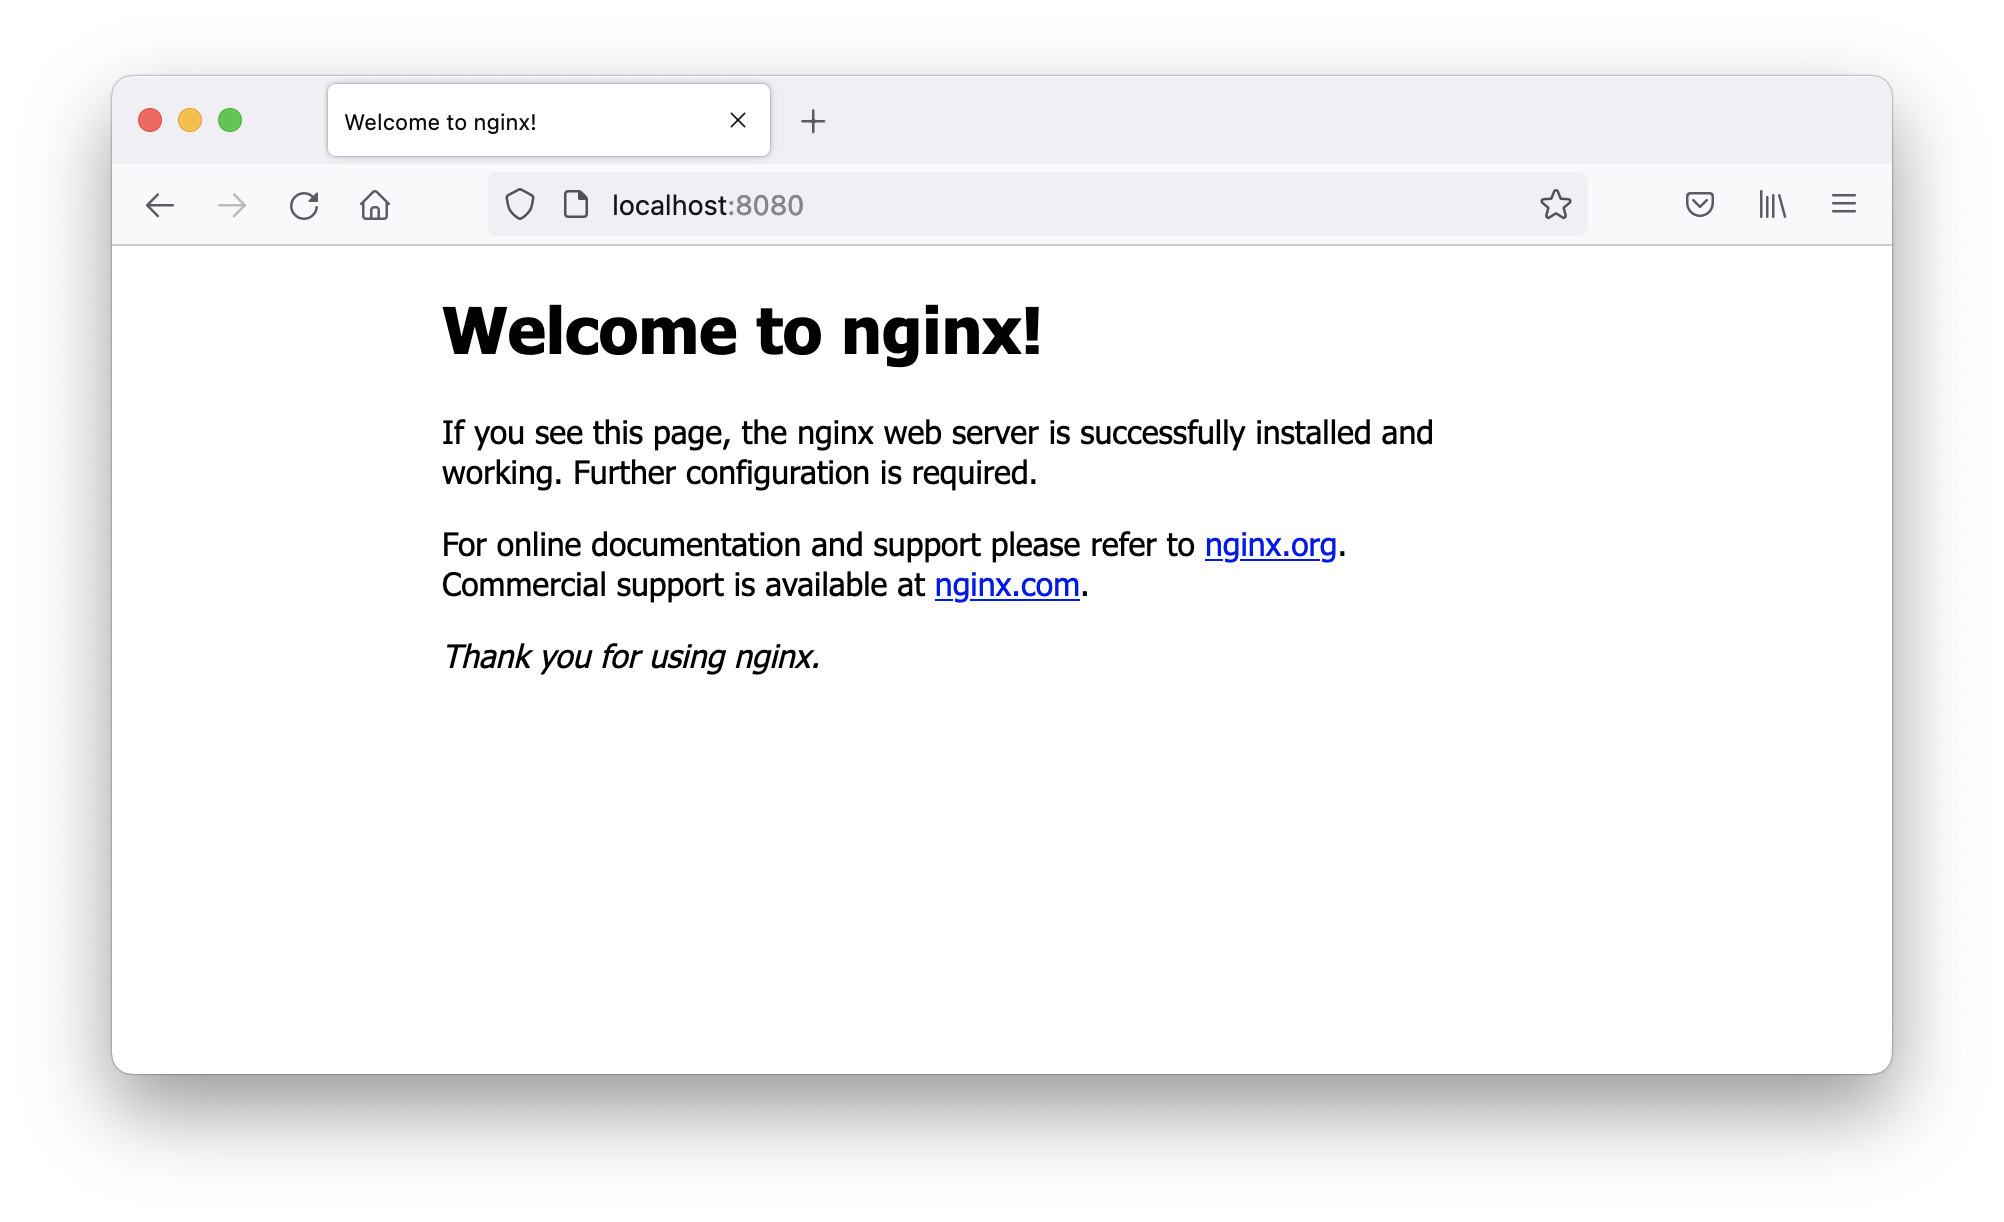 Welcome to nginx!
localhost:8080
Welcome to nginx!
If you see this page, the nginx web server is successfully installed and
working. Further configuration is required.
For online documentation and support please refer to nginx.org.
Commercial support is available at nginx.com.
Thank you for using nginx.